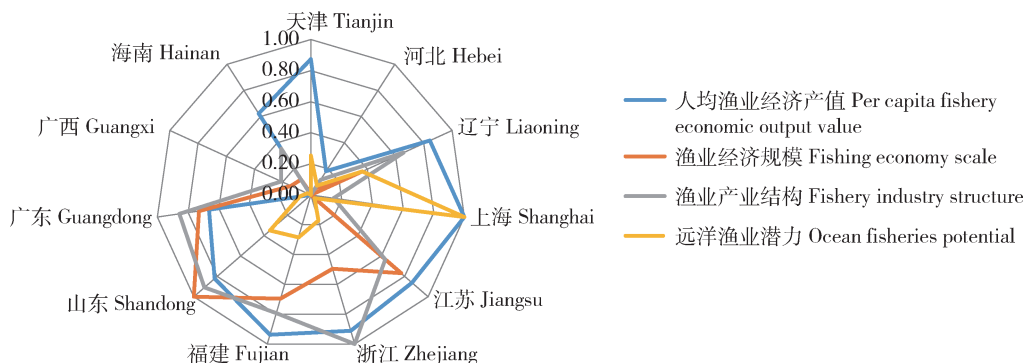 天津 Tianjin
1.00
0.80
0.60
0.40
0.20
0.00
河北 Hebei
辽宁 Liaoning
上海 Shanghai
江苏 Jiangsu
浙江 Zhejiang
福建 Fujian
山东 Shandong
广东 Guangdong
广西 Guangxi
海南 Hainan
人均渔业经济产值 Per capita fishery
economic output value
渔业经济规模 Fishing economy scale
渔业产业结构 Fishery industry structure
远洋渔业潜力 Ocean fisheries potential